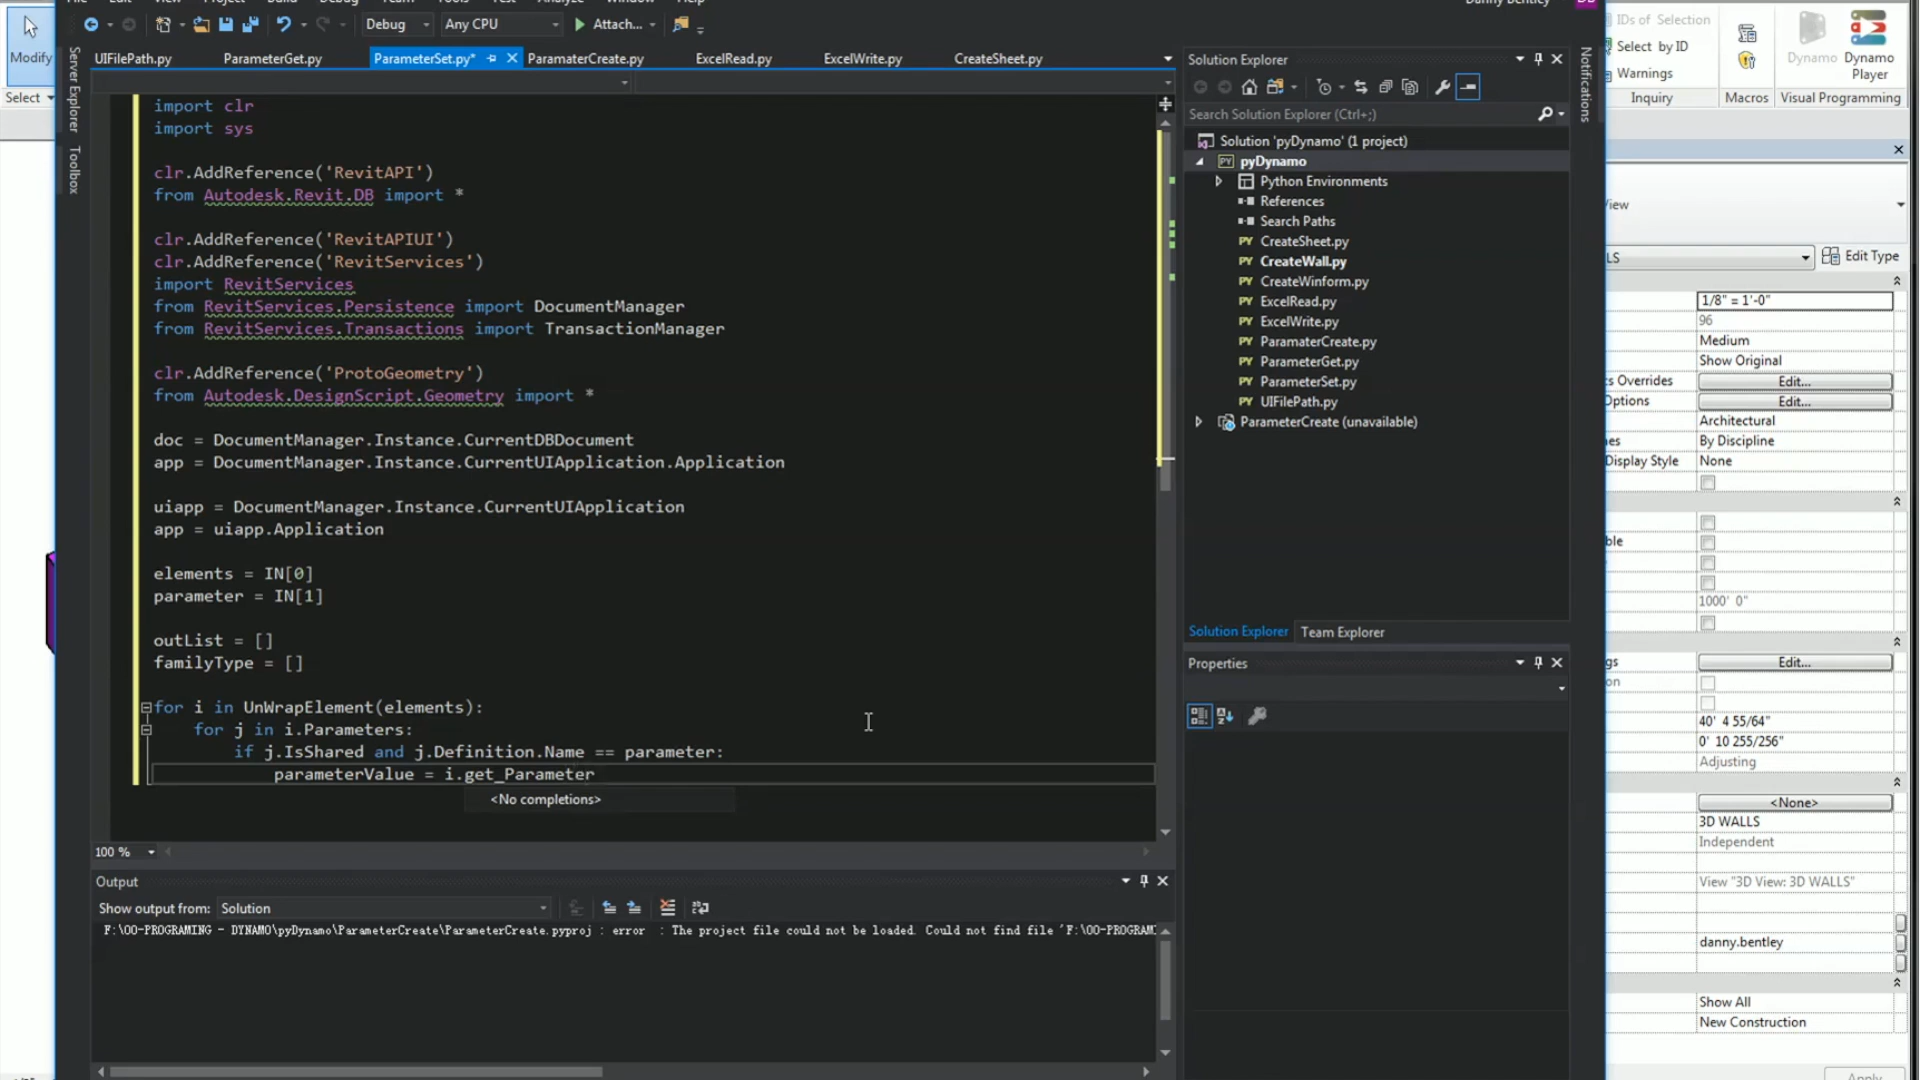 Danny Bentley
Debug
Any CPU
Attach...
UIFilePath.py
ParameterGet.py
ParameterSet.py*
ParamaterCreate.py
ExcelRead.py
ExcelWrite.py
CreateSheet.py
Server Explorer
Toolbox
import clr
import sys
clr.AddReference('RevitAPI')
from Autodesk.Revit.DB import *
clr.AddReference('RevitAPIUI')
clr.AddReference('RevitServices')
import RevitServices
from RevitServices.Persistence import DocumentManager
from RevitServices.Transactions import TransactionManager
clr.AddReference('ProtoGeometry')
from Autodesk.DesignScript.Geometry import *
doc = DocumentManager.Instance.CurrentDBDocument
app = DocumentManager.Instance.CurrentUIApplication.Application
uiapp = DocumentManager.Instance.CurrentUIApplication
app = uiapp.Application
elements = IN[0]
parameter = IN[1]
outList = []
familyType = []
for i in UnWrapElement(elements):
for j in i.Parameters:
if j.IsShared and j.Definition.Name == parameter:
parameterValue = i.get_Parameter
<No completions>
100 %
Output
Show output from: Solution
F:\OO-PROGRAMING - DYNAMO\pyDynamo\ParameterCreate\ParameterCreate.pyproj : error : The project file could not be loaded. Could not find file 'F:\OO-PROGRAMI
Solution Explorer
Search Solution Explorer (Ctrl+;)
Solution 'pyDynamo' (1 project)
pyDynamo
Python Environments
References
Search Paths
CreateSheet.py
CreateWall.py
CreateWinform.py
ExcelRead.py
ExcelWrite.py
ParamaterCreate.py
ParameterGet.py
ParameterSet.py
UIFilePath.py
ParameterCreate (unavailable)
Solution Explorer
Team Explorer
Properties
Notifications
Modify
Select
IDs of Selection
Select by ID
Warnings
Inquiry
Macros
Dynamo
Dynamo Player
Visual Programming
Edit Type
1/8" = 1'-0"
96
Medium
Show Original
Overrides
Edit...
Options
Edit...
Architectural
By Discipline
Display Style
None
1000' 0"
Edit...
40' 4 55/64"
0' 10 255/256"
Adjusting
<None>
3D WALLS
Independent
View "3D View: 3D WALLS"
danny.bentley
Show All
New Construction
Apply